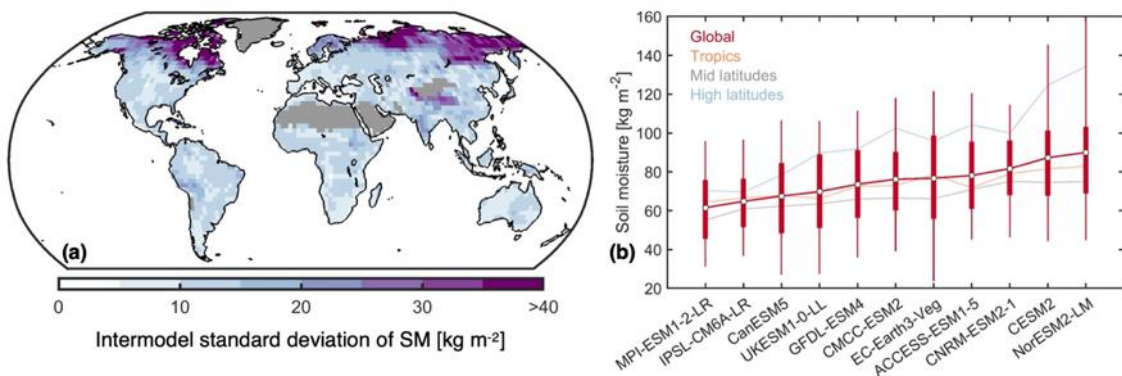 (a)
0 10 20 30 >40
Intermodel standard deviation of SM [kg m⁻²]
160
140
120
100
80
60
40
20
Soil moisture [kg m⁻²]
Global
Tropics
Mid latitudes
High latitudes
(b)
MPI-ESM1-2-LR
IPSL-CM6A-LR
CanESM5
UKESM1-0-LL
GFDL-ESM4
CMCC-ESM2
EC-Earth3-Veg
ACCESS-ESM1-5
CNRM-ESM2-1
CESM2
NorESM2-LM